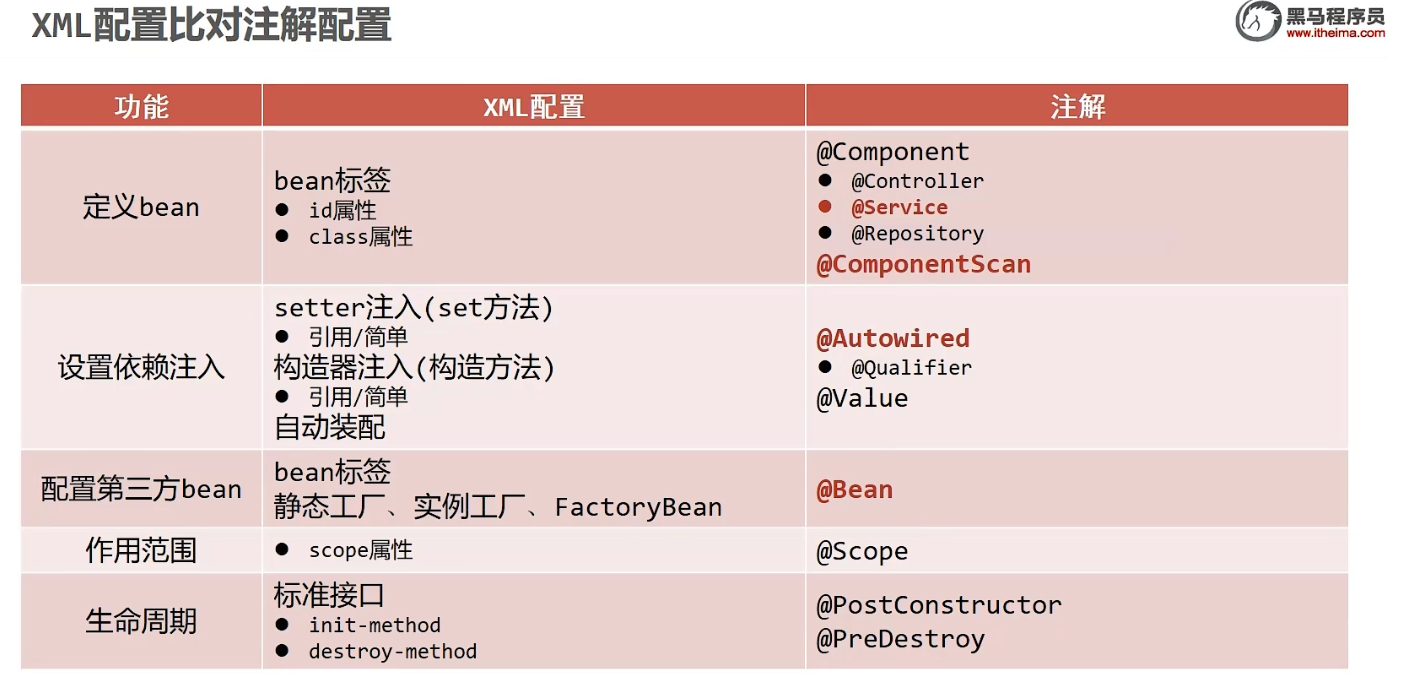 XML配置比对注解配置
黑马程序员
www.itheima.com
功能
XML配置
注解
定义bean
bean标签
● id属性
● class属性
@Component
● @Controller
● @Service
● @Repository
@ComponentScan
设置依赖注入
setter注入(set方法)
● 引用/简单
构造器注入(构造方法)
● 引用/简单
自动装配
@Autowired
● @Qualifier
@Value
配置第三方bean
bean标签
静态工厂、实例工厂、FactoryBean
@Bean
作用范围
● scope属性
@Scope
生命周期
标准接口
● init-method
● destroy-method
@PostConstructor
@PreDestroy